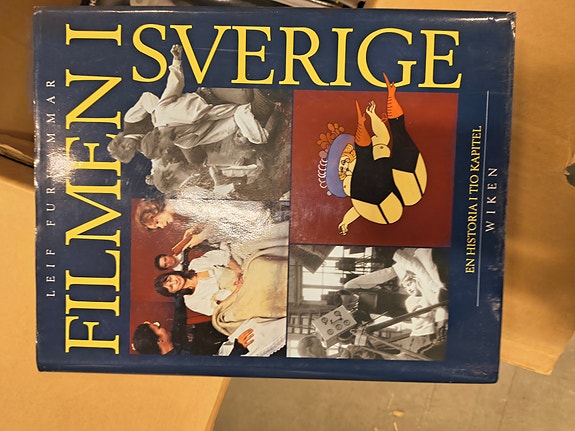 LEIF FURHAMMAR
FILMEN I
SVERIGE
EN HISTORIA I TIO KAPITEL
WIKEN